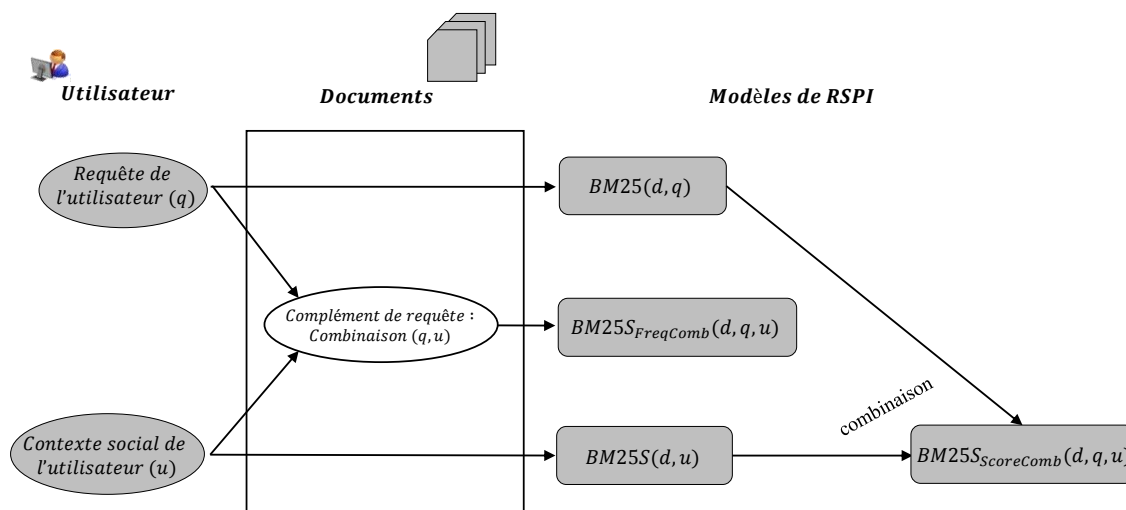 Utilisateur
Documents
Modèles de RSPI
Requête de
l'utilisateur (q)
BM25(d, q)
Complément de requête :
Combinaison (q, u)
BM25S_FreqComb(d, q, u)
combinaison
Contexte social de
l'utilisateur (u)
BM25S(d, u)
BM25S_ScoreComb(d, q, u)